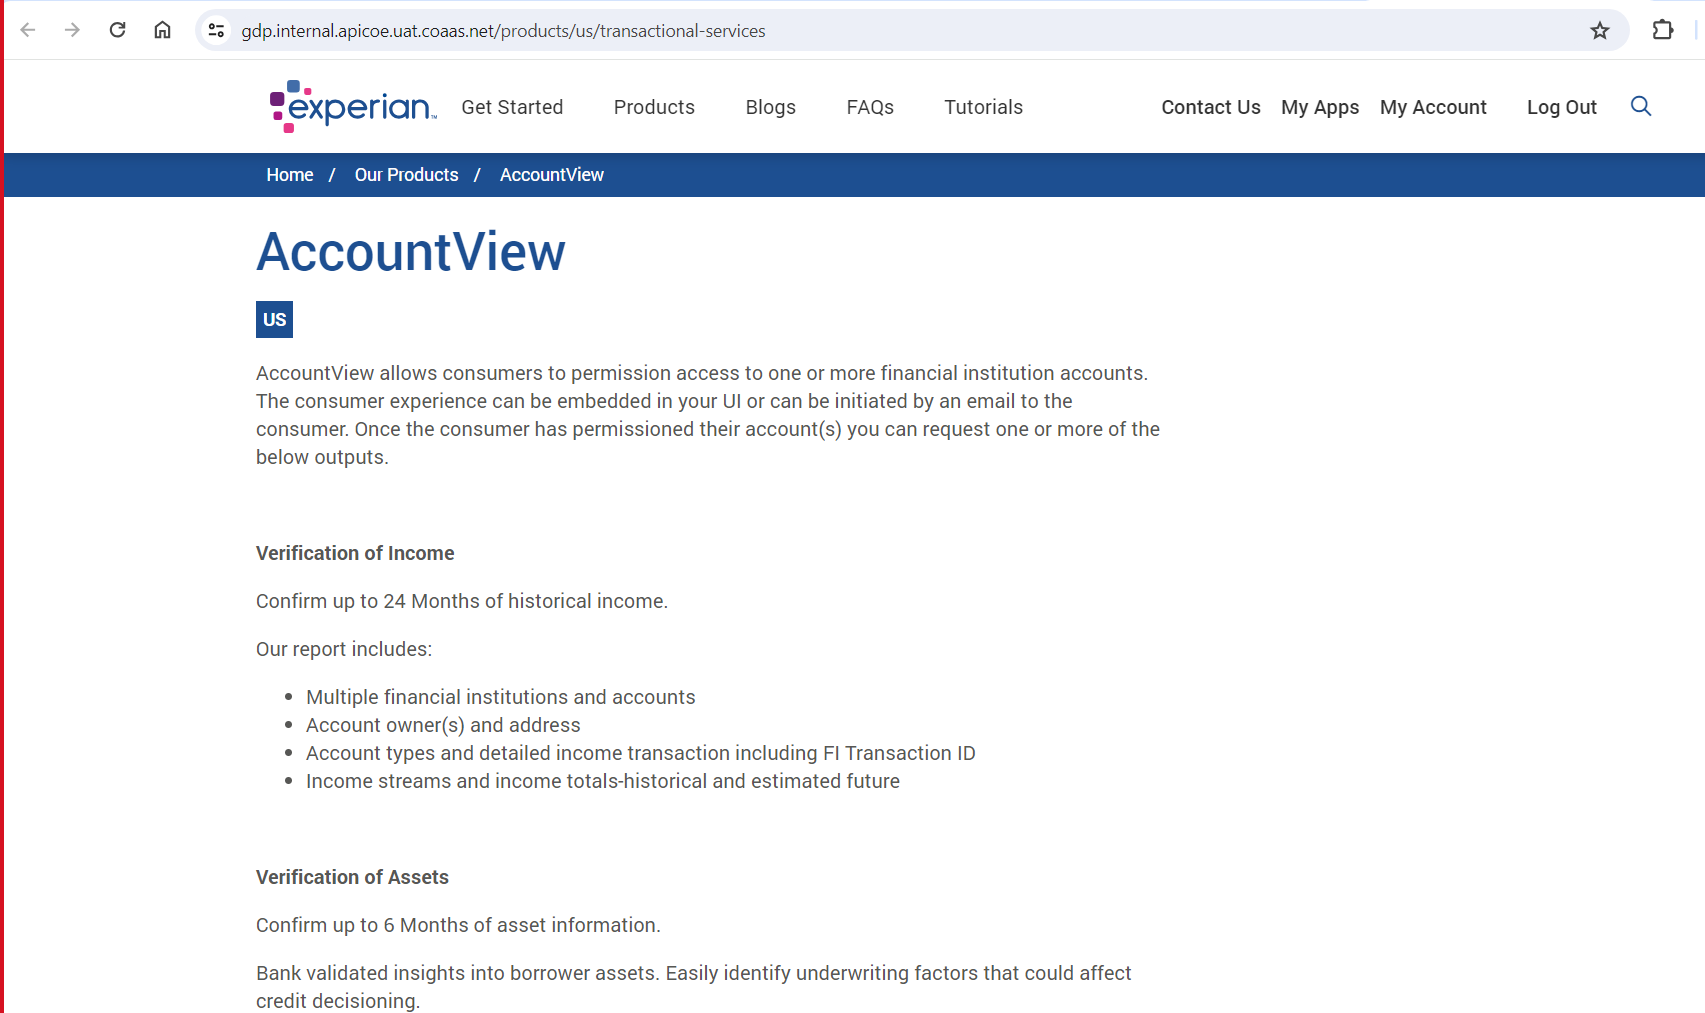 gdp.internal.apicoe.uat.coaas.net/products/us/transactional-services
experian™ Get Started Products Blogs FAQs Tutorials Contact Us My Apps My Account Log Out
Home / Our Products / AccountView
AccountView
US
AccountView allows consumers to permission access to one or more financial institution accounts.
The consumer experience can be embedded in your UI or can be initiated by an email to the
consumer. Once the consumer has permissioned their account(s) you can request one or more of the
below outputs.
Verification of Income
Confirm up to 24 Months of historical income.
Our report includes:
• Multiple financial institutions and accounts
• Account owner(s) and address
• Account types and detailed income transaction including FI Transaction ID
• Income streams and income totals-historical and estimated future
Verification of Assets
Confirm up to 6 Months of asset information.
Bank validated insights into borrower assets. Easily identify underwriting factors that could affect
credit decisioning.